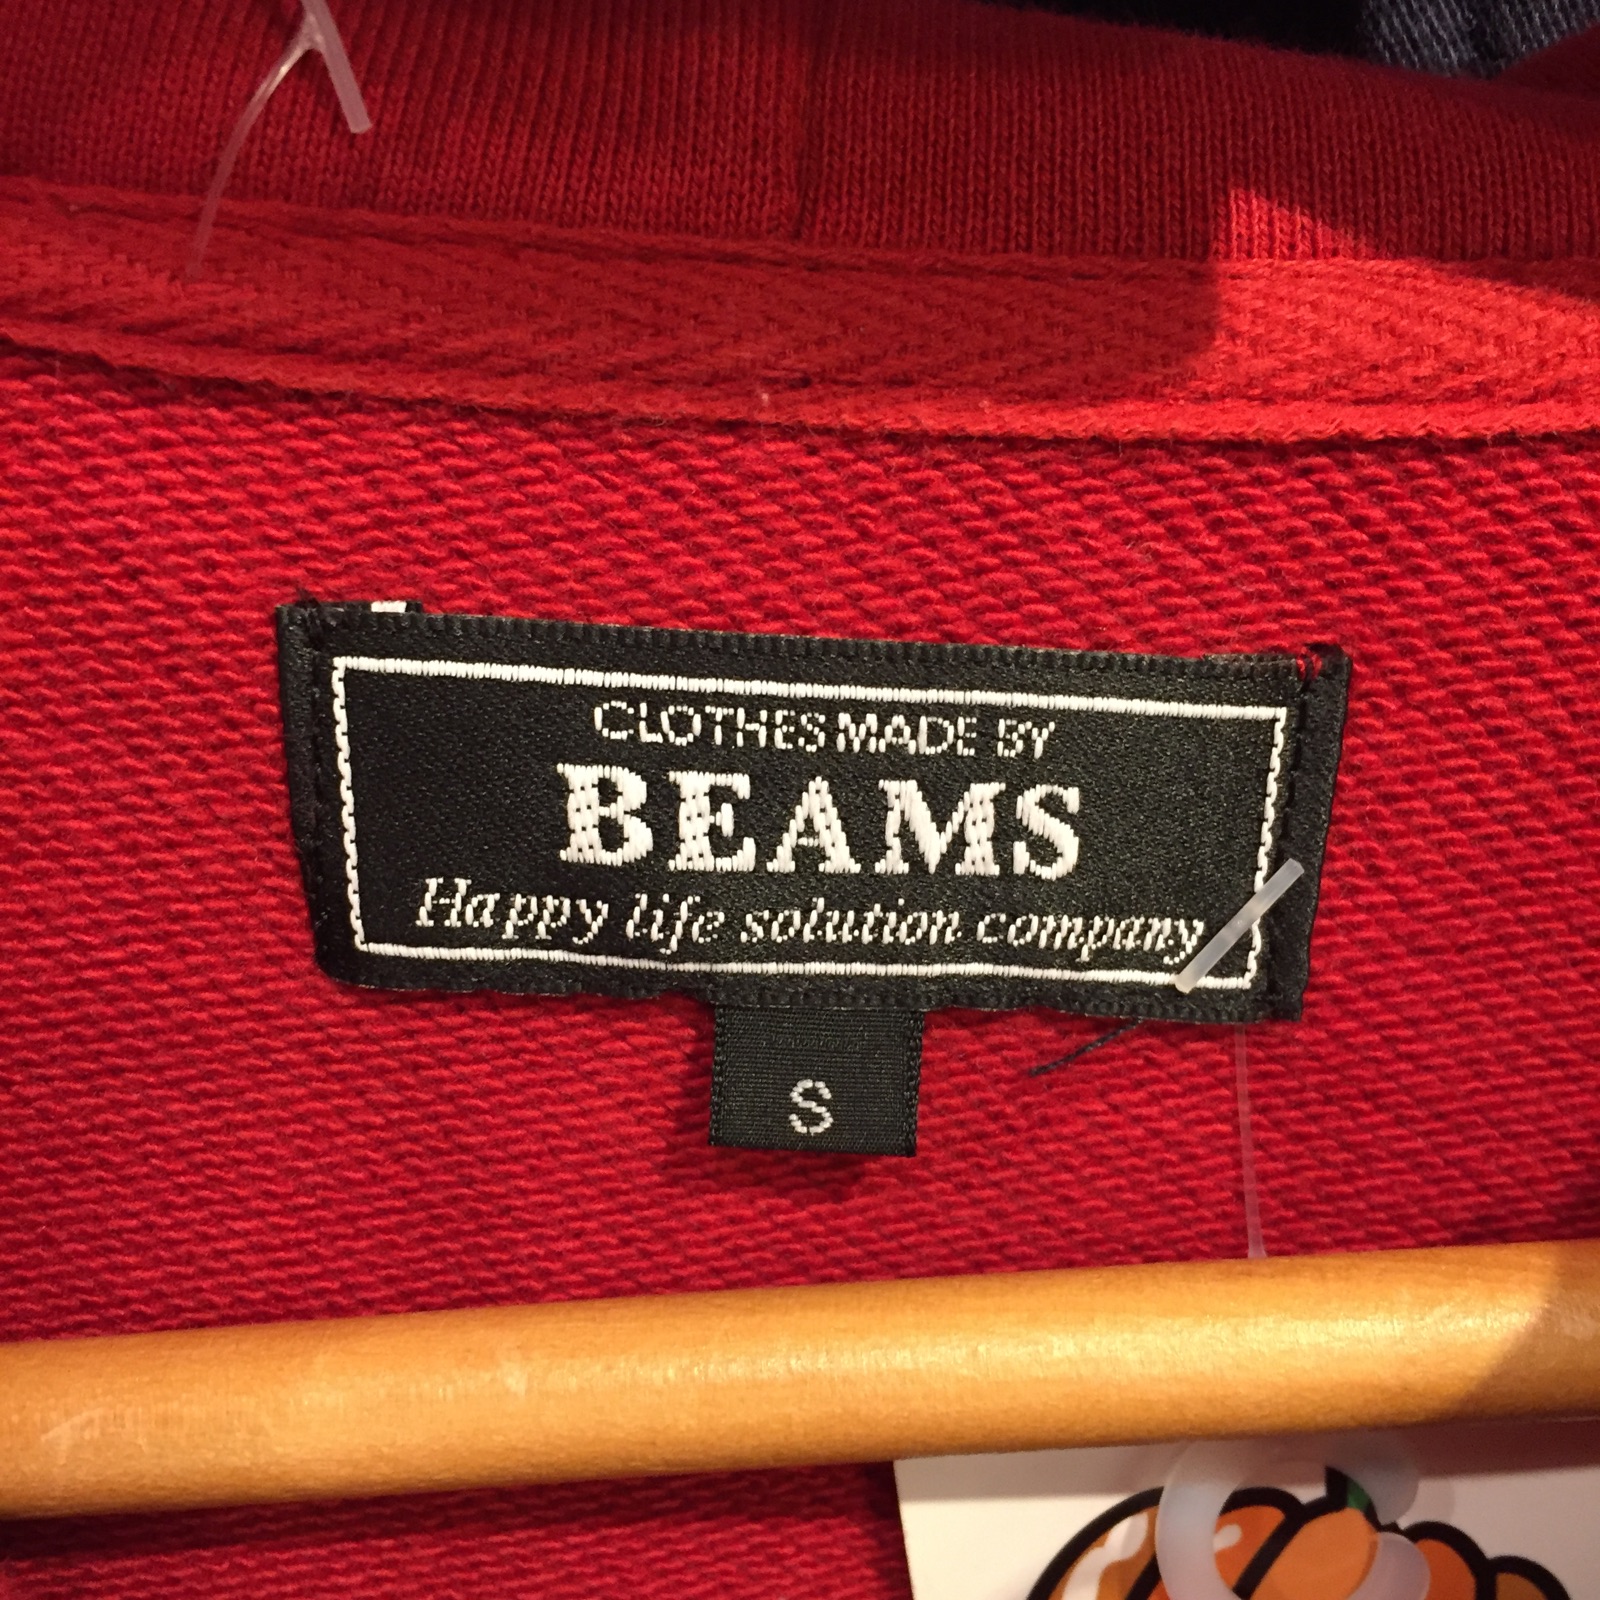 CLOTHES MADE BY
BEAMS
Happy life solution company
S